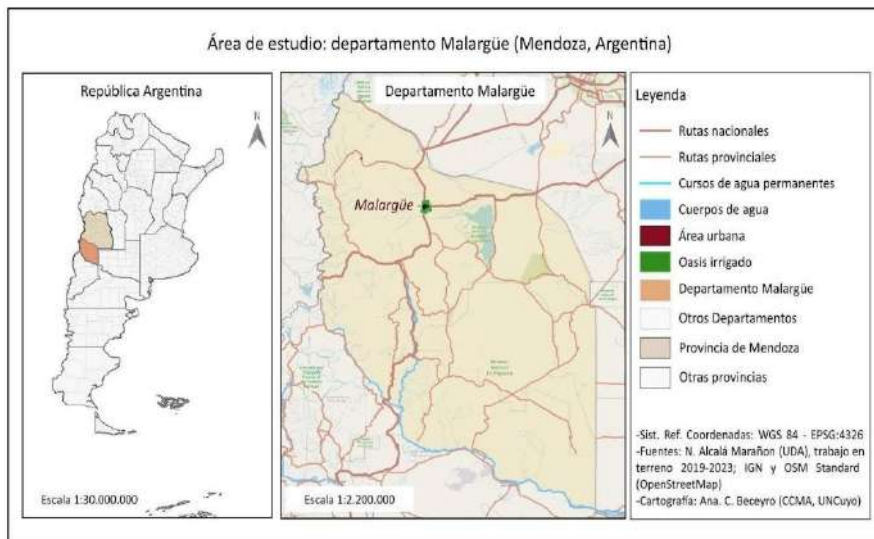 Área de estudio: departamento Malargüe (Mendoza, Argentina)
República Argentina
N
Escala 1:30.000.000
Departamento Malargüe
N
Malargüe
Escala 1:2.200.000
Leyenda
Rutas nacionales
Rutas provinciales
Cursos de agua permanentes
Cuerpos de agua
Área urbana
Oasis irrigado
Departamento Malargüe
Otros Departamentos
Provincia de Mendoza
Otras provincias
-Sist. Ref. Coordenadas: WGS 84 - EPSG:4326
-Fuentes: N. Alcalá Marañon (UDA), trabajo en
terreno 2019-2023; IGN y OSM Standard
(OpenStreetMap)
-Cartografía: Ana. C. Beceyro (CCMA, UNCuyo)